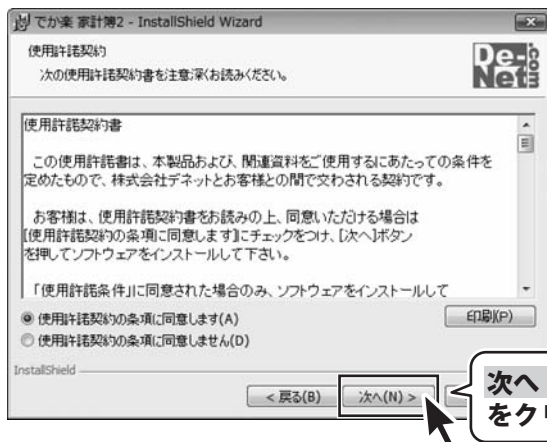 でか楽 家計簿2 - InstallShield Wizard
使用許諾契約
次の使用許諾契約書を注意深くお読みください。
De-Net.com
使用許諾契約書
この使用許諾書は、本製品および、関連資料をご使用するにあたっての条件を
定めたもので、株式会社デネットとお客様との間で交わされる契約です。
お客様は、使用許諾契約書をお読みの上、同意いただける場合は
[使用許諾契約の条項に同意します]にチェックをつけ、[次へ]ボタン
を押してソフトウェアをインストールして下さい。
「使用許諾条件」に同意された場合のみ、ソフトウェアをインストールして
使用許諾契約の条項に同意します(A)
印刷(P)
使用許諾契約の条項に同意しません(D)
InstallShield
< 戻る(B)
次へ(N) >
次へ
をク